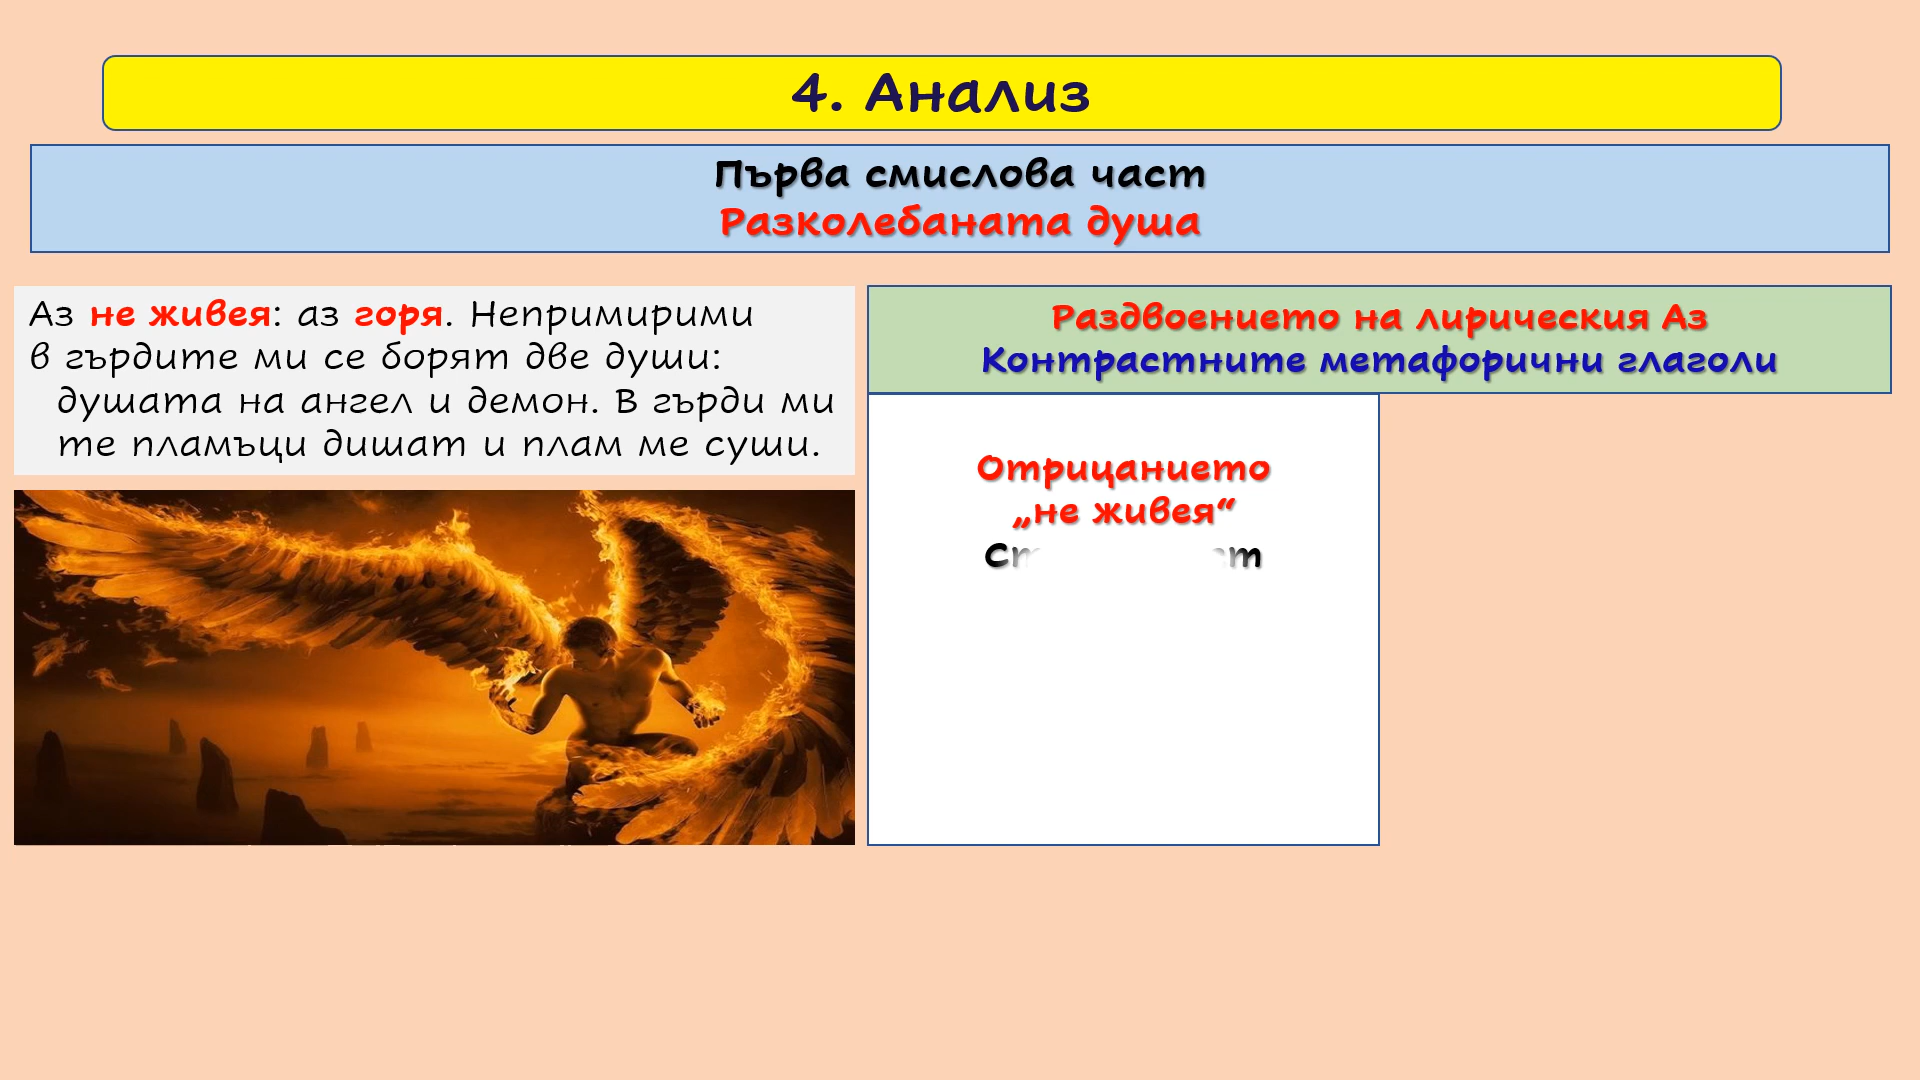 4. Анализ
Първа смислова част
Разколебаната душа
Аз не живея: аз горя. Непримирими
в гърдите ми се борят две души:
душата на ангел и демон. В гърди ми
те пламъци дишат и плам ме суши.
Раздвоението на лирическия Аз
Контрастните метафорични глаголи
Отрицанието
„не живея“